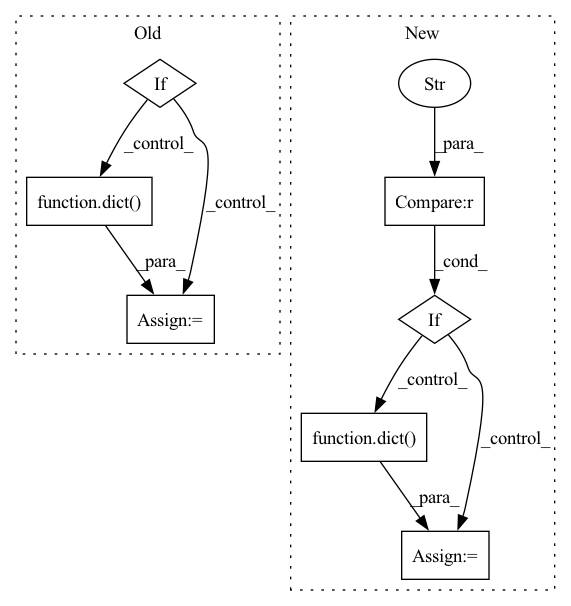 Old
New
If
Str
_control_
_para_
function.dict()
Compare:r
_control_
_para_
_cond_
Assign:=
If
_control_
function.dict()
_control_
_para_
Assign:=